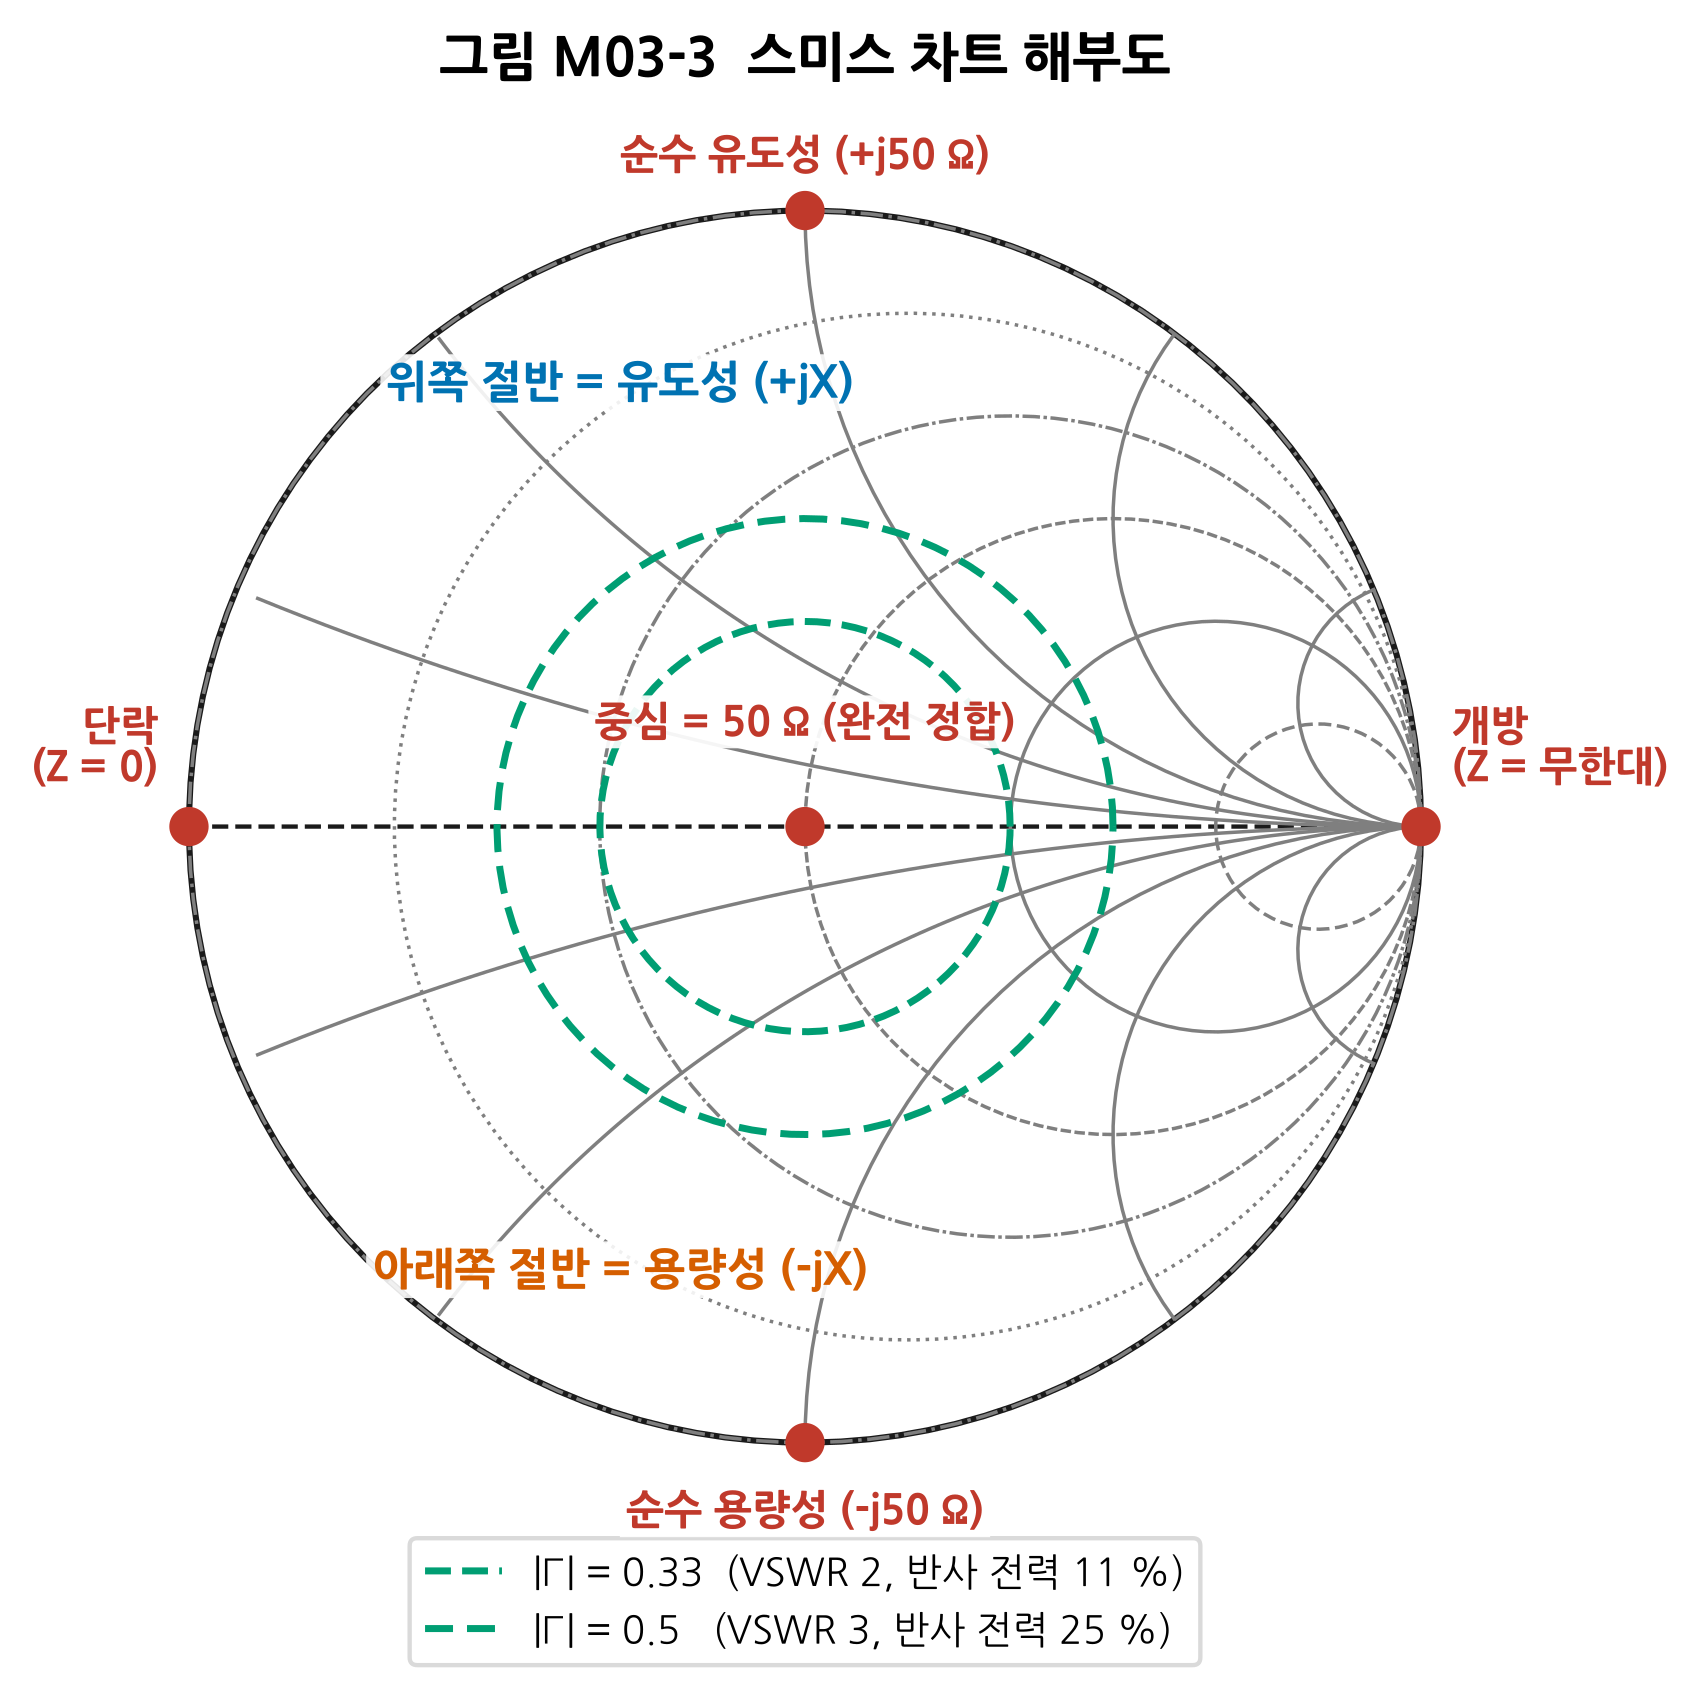 그림 M03-3  스미스 차트 해부도
순수 유도성 (+j50 Ω)
위쪽 절반 = 유도성 (+jX)
중심 = 50 Ω (완전 정합)
단락
(Z = 0)
개방
(Z = 무한대)
아래쪽 절반 = 용량성 (-jX)
순수 용량성 (-j50 Ω)
|Γ| = 0.33  (VSWR 2, 반사 전력 11 %)
|Γ| = 0.5   (VSWR 3, 반사 전력 25 %)